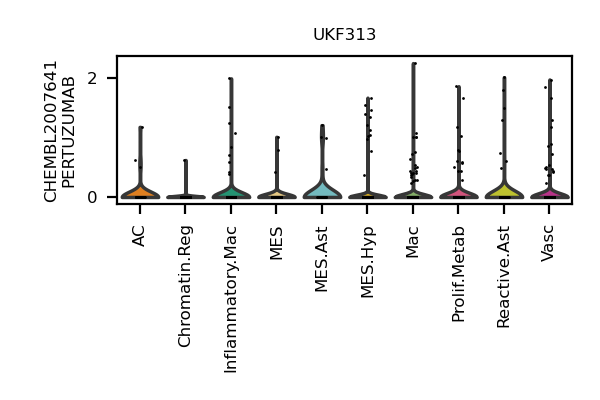 UKF313
CHEMBL2007641
PERTUZUMAB
2
0
AC
Chromatin.Reg
Inflammatory.Mac
MES
MES.Ast
MES.Hyp
Mac
Prolif.Metab
Reactive.Ast
Vasc